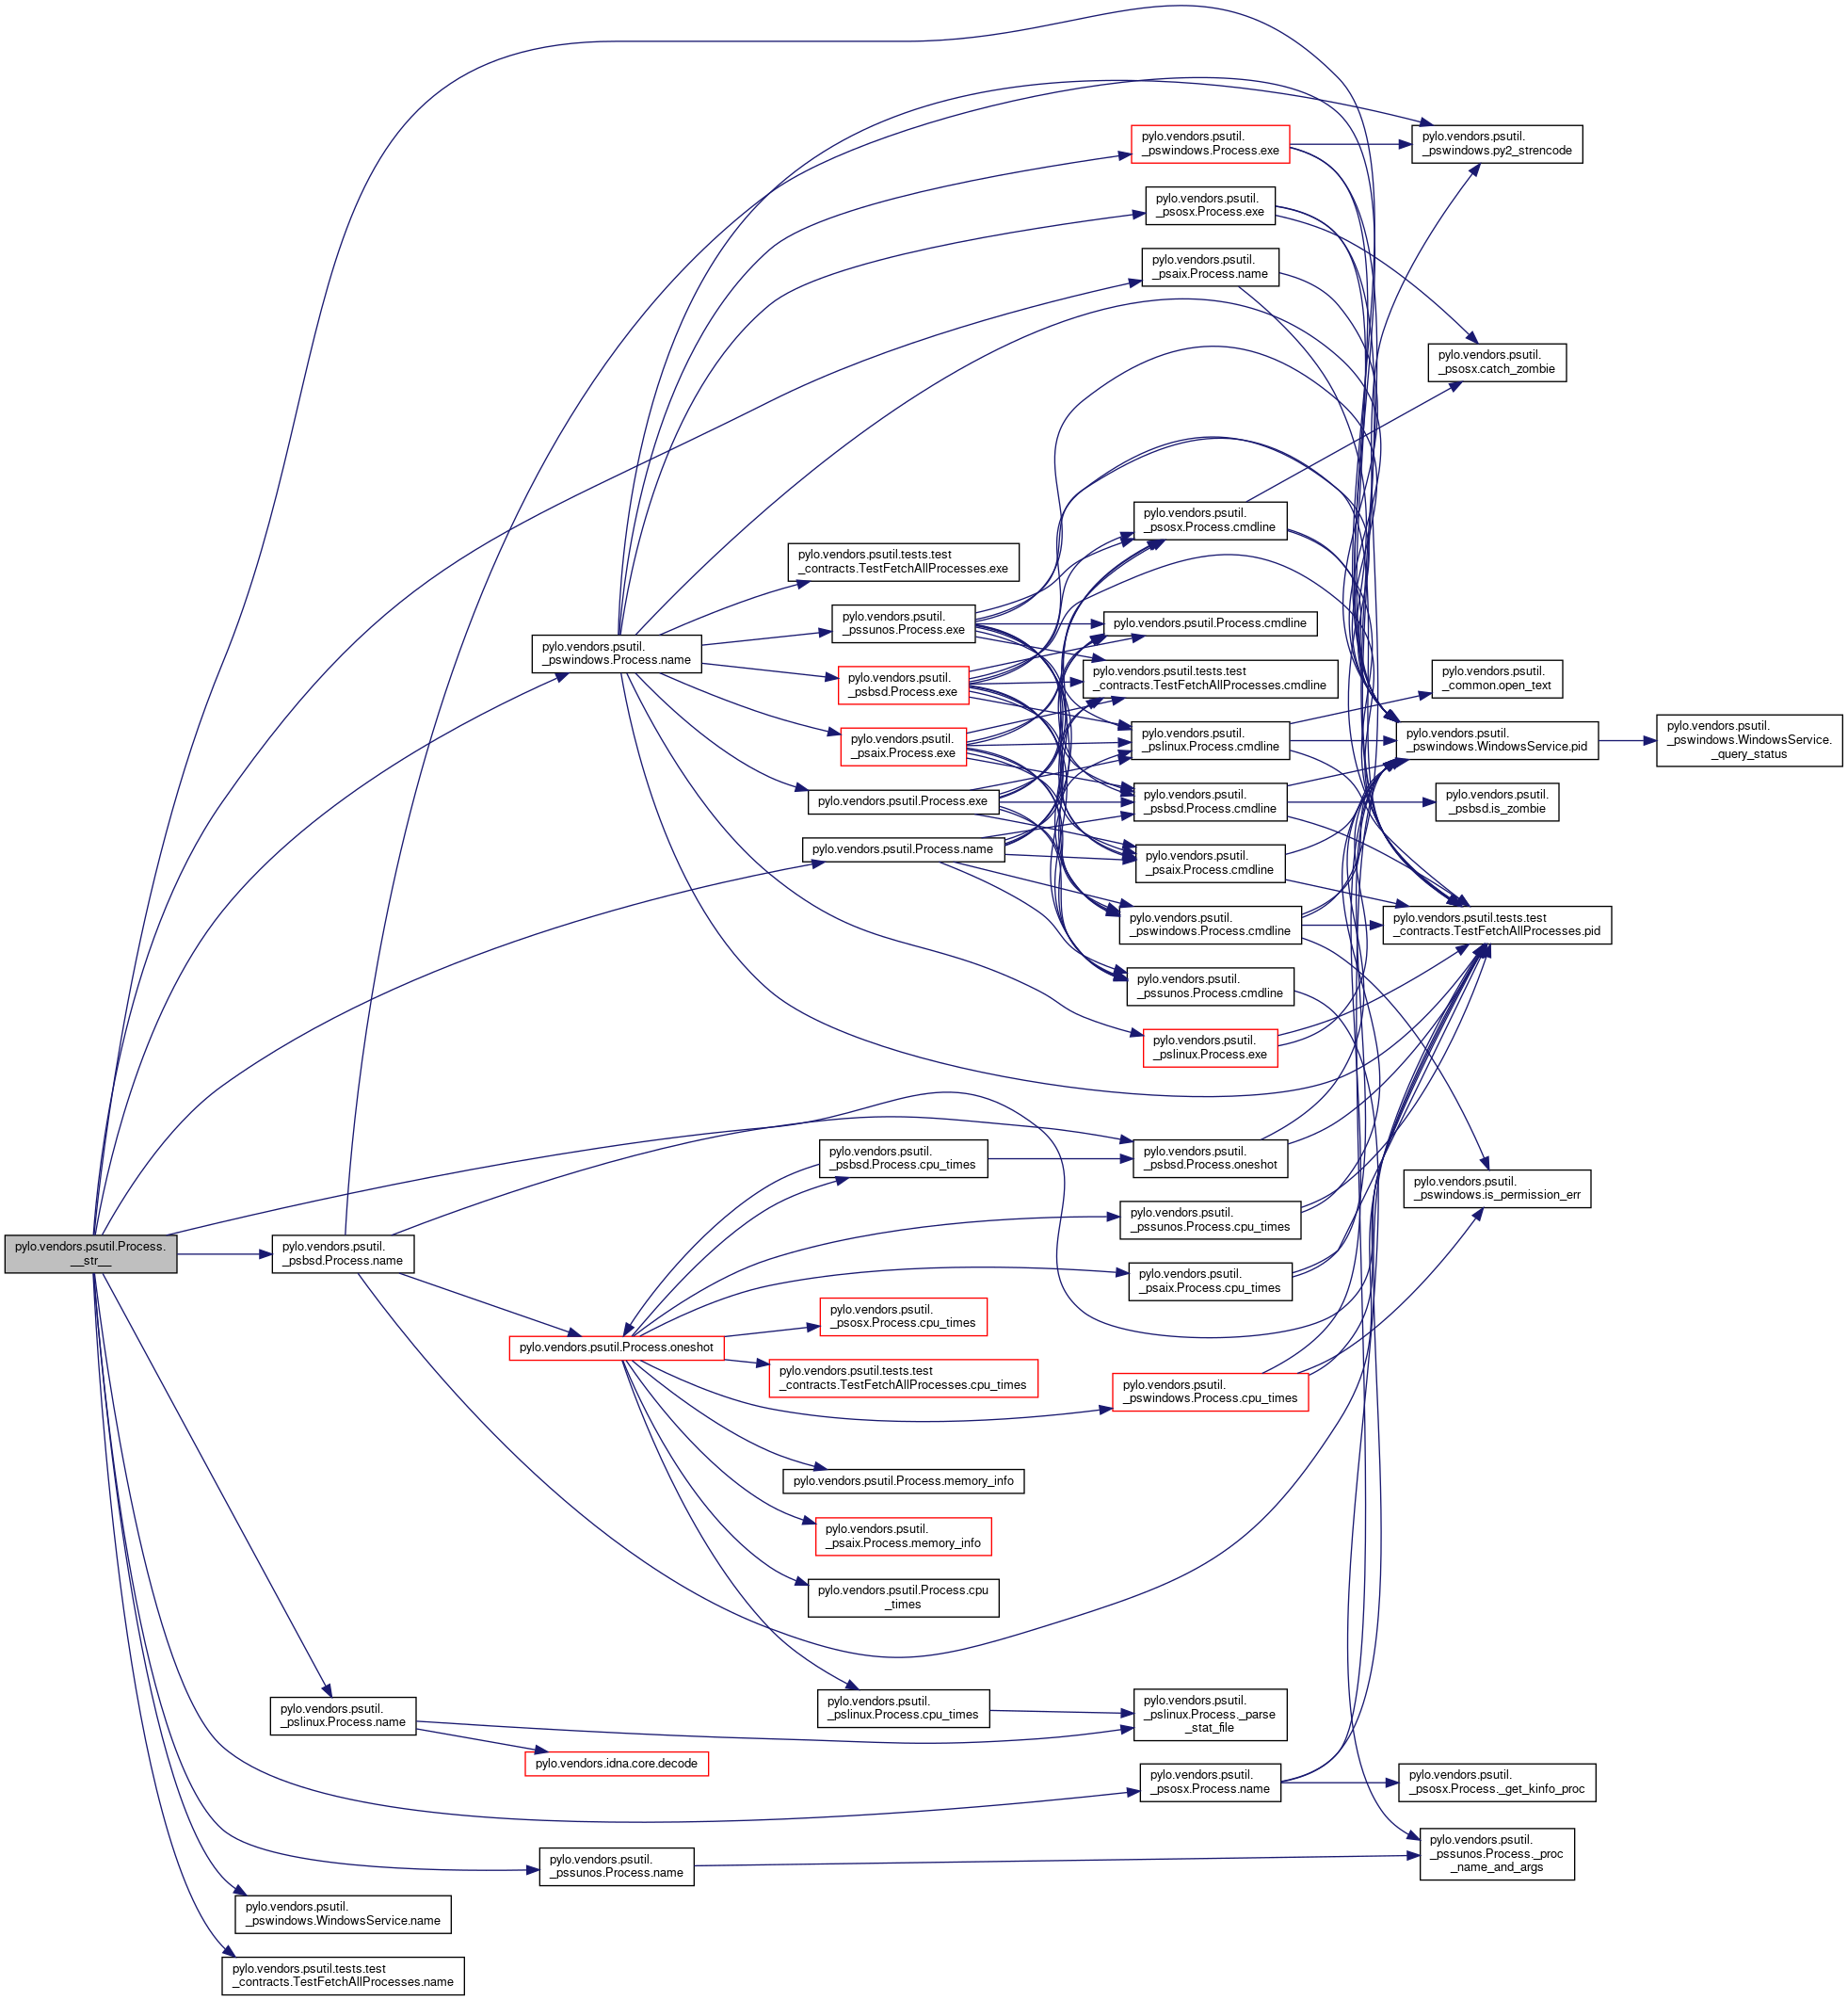 pylo.vendors.psutil.Process.
__str__
pylo.vendors.psutil.
_psbsd.Process.name
pylo.vendors.psutil.
_pslinux.Process.name
pylo.vendors.psutil.
_pswindows.WindowsService.name
pylo.vendors.psutil.tests.test
_contracts.TestFetchAllProcesses.name
pylo.vendors.psutil.
_pswindows.Process.name
pylo.vendors.psutil.Process.oneshot
pylo.vendors.idna.core.decode
pylo.vendors.psutil.
_pssunos.Process.name
pylo.vendors.psutil.tests.test
_contracts.TestFetchAllProcesses.exe
pylo.vendors.psutil.
_pssunos.Process.exe
pylo.vendors.psutil.
_psbsd.Process.exe
pylo.vendors.psutil.
_psaix.Process.exe
pylo.vendors.psutil.Process.exe
pylo.vendors.psutil.Process.name
pylo.vendors.psutil.
_psbsd.Process.cpu_times
pylo.vendors.psutil.
_psosx.Process.cpu_times
pylo.vendors.psutil.tests.test
_contracts.TestFetchAllProcesses.cpu_times
pylo.vendors.psutil.Process.memory_info
pylo.vendors.psutil.
_psaix.Process.memory_info
pylo.vendors.psutil.Process.cpu
_times
pylo.vendors.psutil.
_pslinux.Process.cpu_times
pylo.vendors.psutil.
_pswindows.Process.exe
pylo.vendors.psutil.
_psosx.Process.exe
pylo.vendors.psutil.
_psaix.Process.name
pylo.vendors.psutil.
_psosx.Process.cmdline
pylo.vendors.psutil.Process.cmdline
pylo.vendors.psutil.tests.test
_contracts.TestFetchAllProcesses.cmdline
pylo.vendors.psutil.
_pslinux.Process.cmdline
pylo.vendors.psutil.
_psbsd.Process.cmdline
pylo.vendors.psutil.
_psaix.Process.cmdline
pylo.vendors.psutil.
_pswindows.Process.cmdline
pylo.vendors.psutil.
_pssunos.Process.cmdline
pylo.vendors.psutil.
_pslinux.Process.exe
pylo.vendors.psutil.
_psbsd.Process.oneshot
pylo.vendors.psutil.
_pssunos.Process.cpu_times
pylo.vendors.psutil.
_psaix.Process.cpu_times
pylo.vendors.psutil.
_pswindows.Process.cpu_times
pylo.vendors.psutil.
_pslinux.Process._parse
_stat_file
pylo.vendors.psutil.
_psosx.Process.name
pylo.vendors.psutil.
_pswindows.py2_strencode
pylo.vendors.psutil.
_psosx.catch_zombie
pylo.vendors.psutil.
_common.open_text
pylo.vendors.psutil.
_pswindows.WindowsService.pid
pylo.vendors.psutil.
_psbsd.is_zombie
pylo.vendors.psutil.tests.test
_contracts.TestFetchAllProcesses.pid
pylo.vendors.psutil.
_pswindows.is_permission_err
pylo.vendors.psutil.
_psosx.Process._get_kinfo_proc
pylo.vendors.psutil.
_pssunos.Process._proc
_name_and_args
pylo.vendors.psutil.
_pswindows.WindowsService.
_query_status